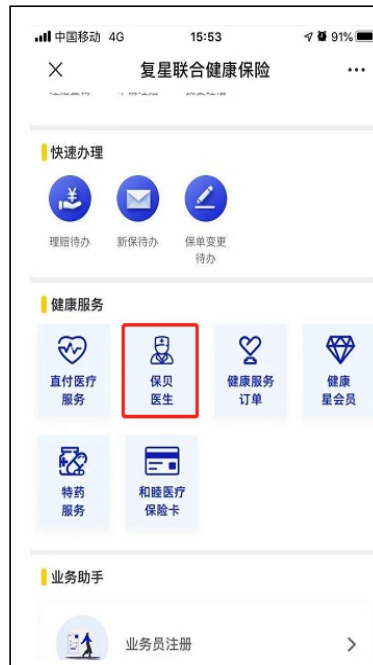 中国移动 4G 15:53 91%
复星联合健康保险
快速办理
理赔待办 新保待办 保单变更
待办
健康服务
直付医疗 保贝 健康服务 健康
服务 医生 订单 星会员
特药 和睦医疗
服务 保险卡
业务助手
业务员注册